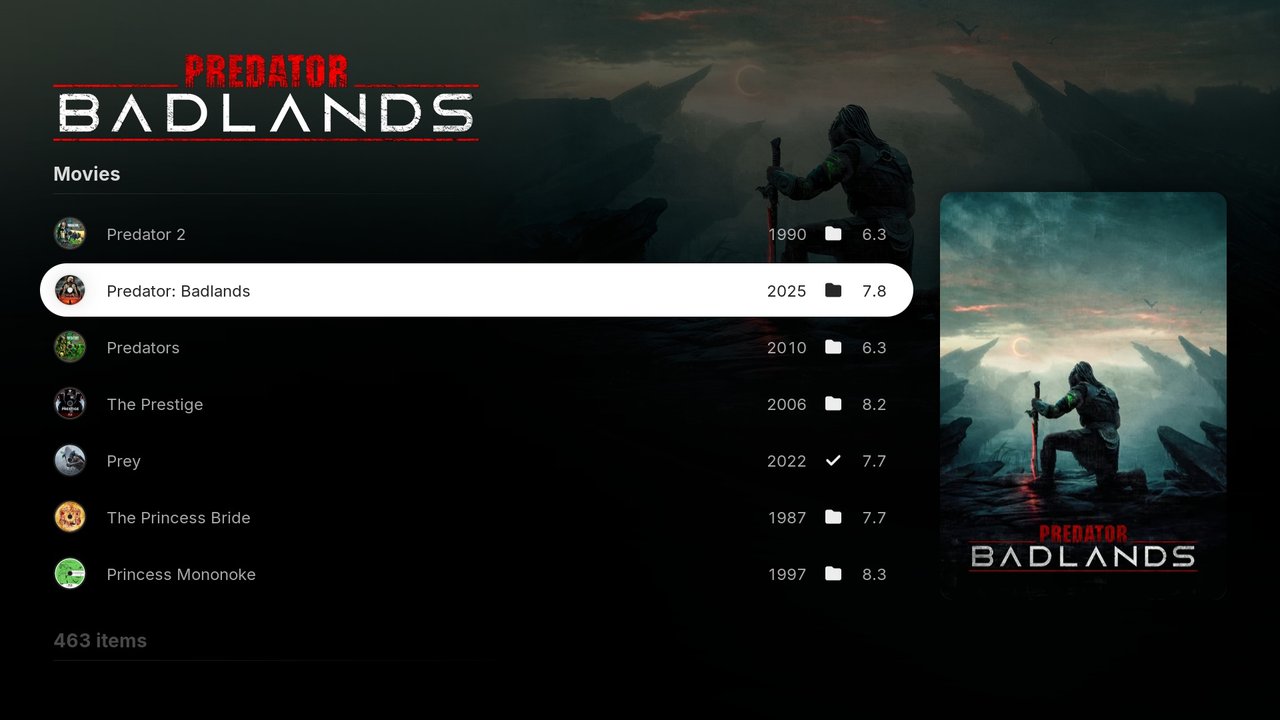 PREDATOR
BADLANDS
Movies
Predator 2 1990 6.3
Predator: Badlands 2025 7.8
Predators 2010 6.3
The Prestige 2006 8.2
Prey 2022 7.7
The Princess Bride 1987 7.7
Princess Mononoke 1997 8.3
463 items
PREDATOR
BADLANDS